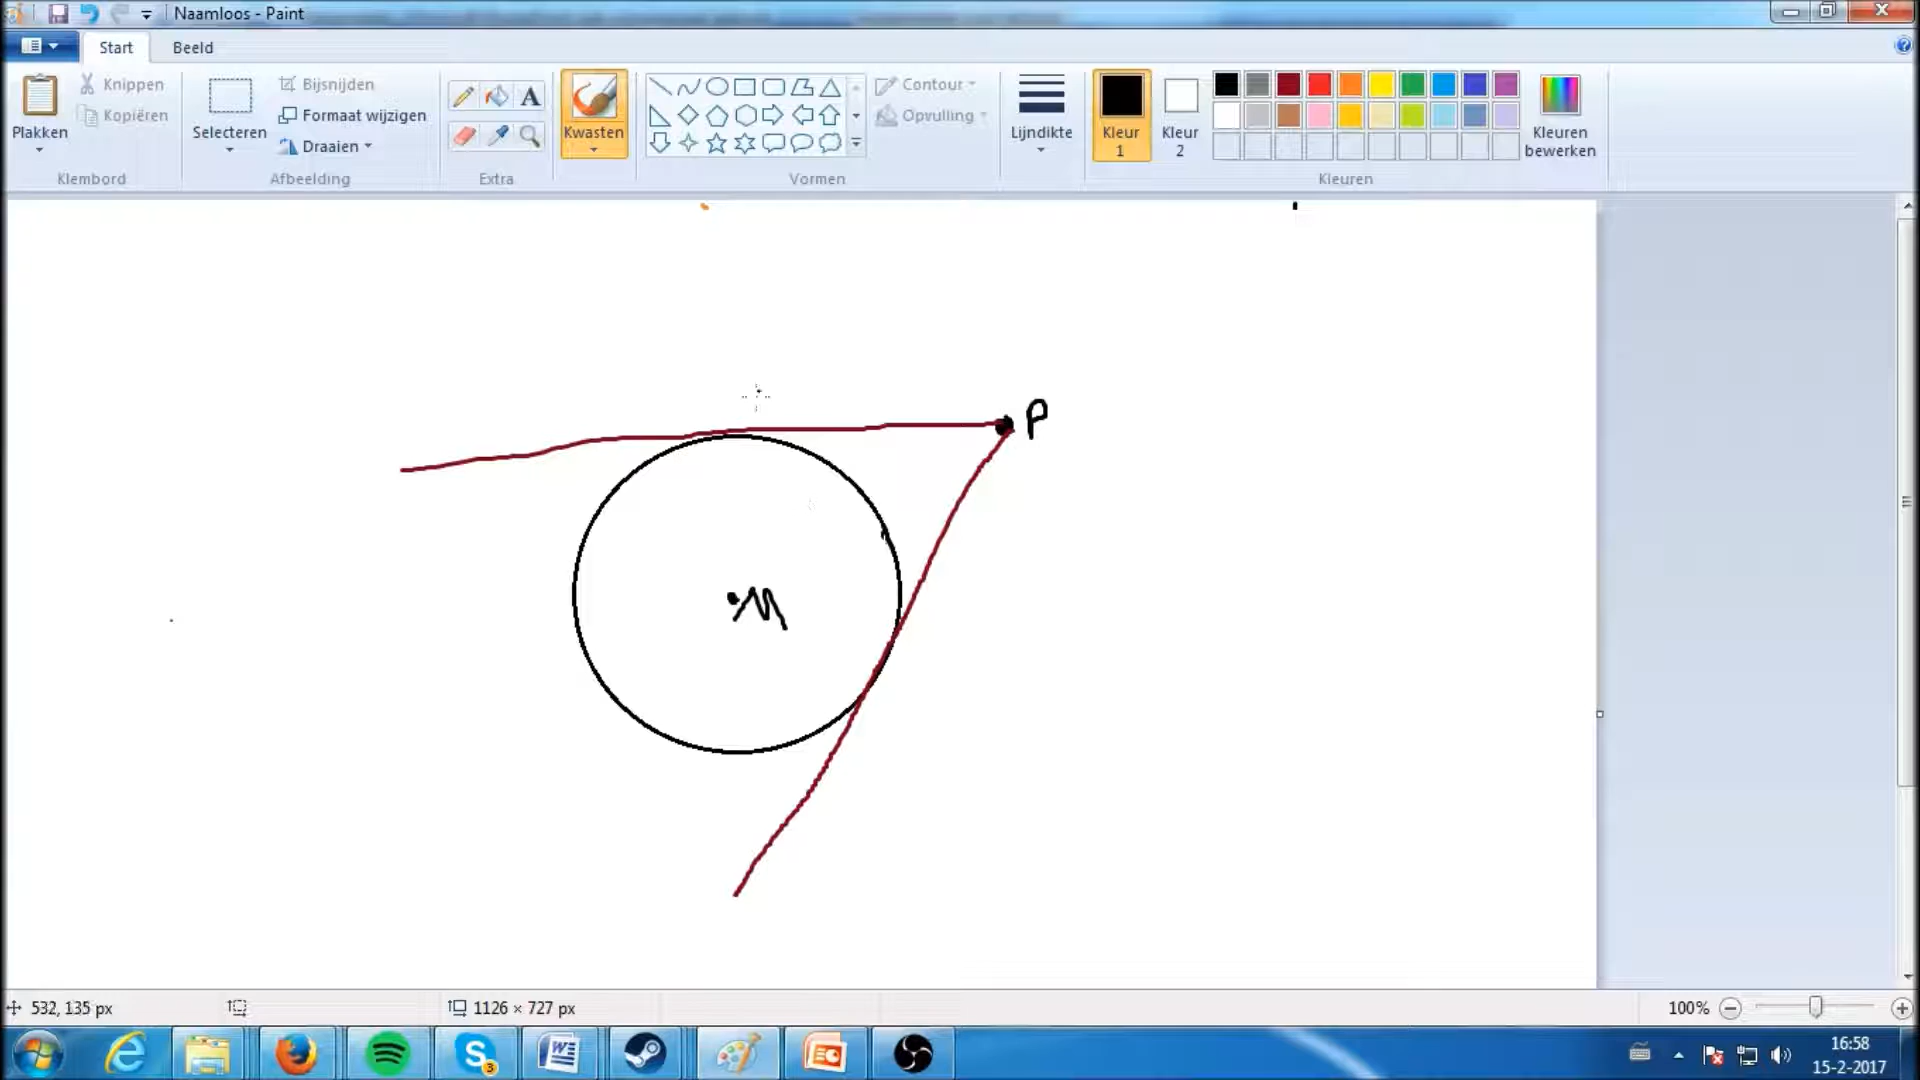 Naamloos - Paint
Start Beeld
Plakken
Knippen
Kopiëren
Klembord
Selecteren
Bijsnijden
Formaat wijzigen
Draaien
Afbeelding
A
Extra
Kwasten
Vormen
Contour
Opvulling
Lijndikte
Kleur 1
Kleur 2
Kleuren bewerken
Kleuren
P
M
532, 135 px
1126 × 727 px
100%
3
16:58
15-2-2017